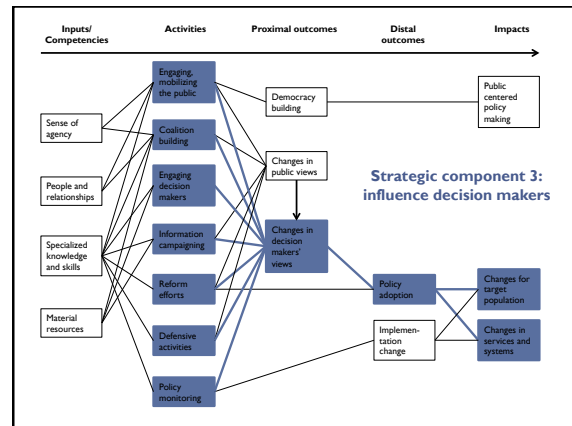 Inputs/
Competencies
Activities
Proximal outcomes
Distal
outcomes
Impacts
Engaging,
mobilizing
the public
Democracy
building
Public
centered
policy
making
Sense of
agency
Coalition
building
Changes in
public views
Strategic component 3:
influence decision makers
People and
relationships
Engaging
decision
makers
Specialized
knowledge
and skills
Information
campaigning
Changes in
decision
makers'
views
Reform
efforts
Policy
adoption
Changes for
target
population
Material
resources
Defensive
activities
Implemen-
tation
change
Changes in
services and
systems
Policy
monitoring